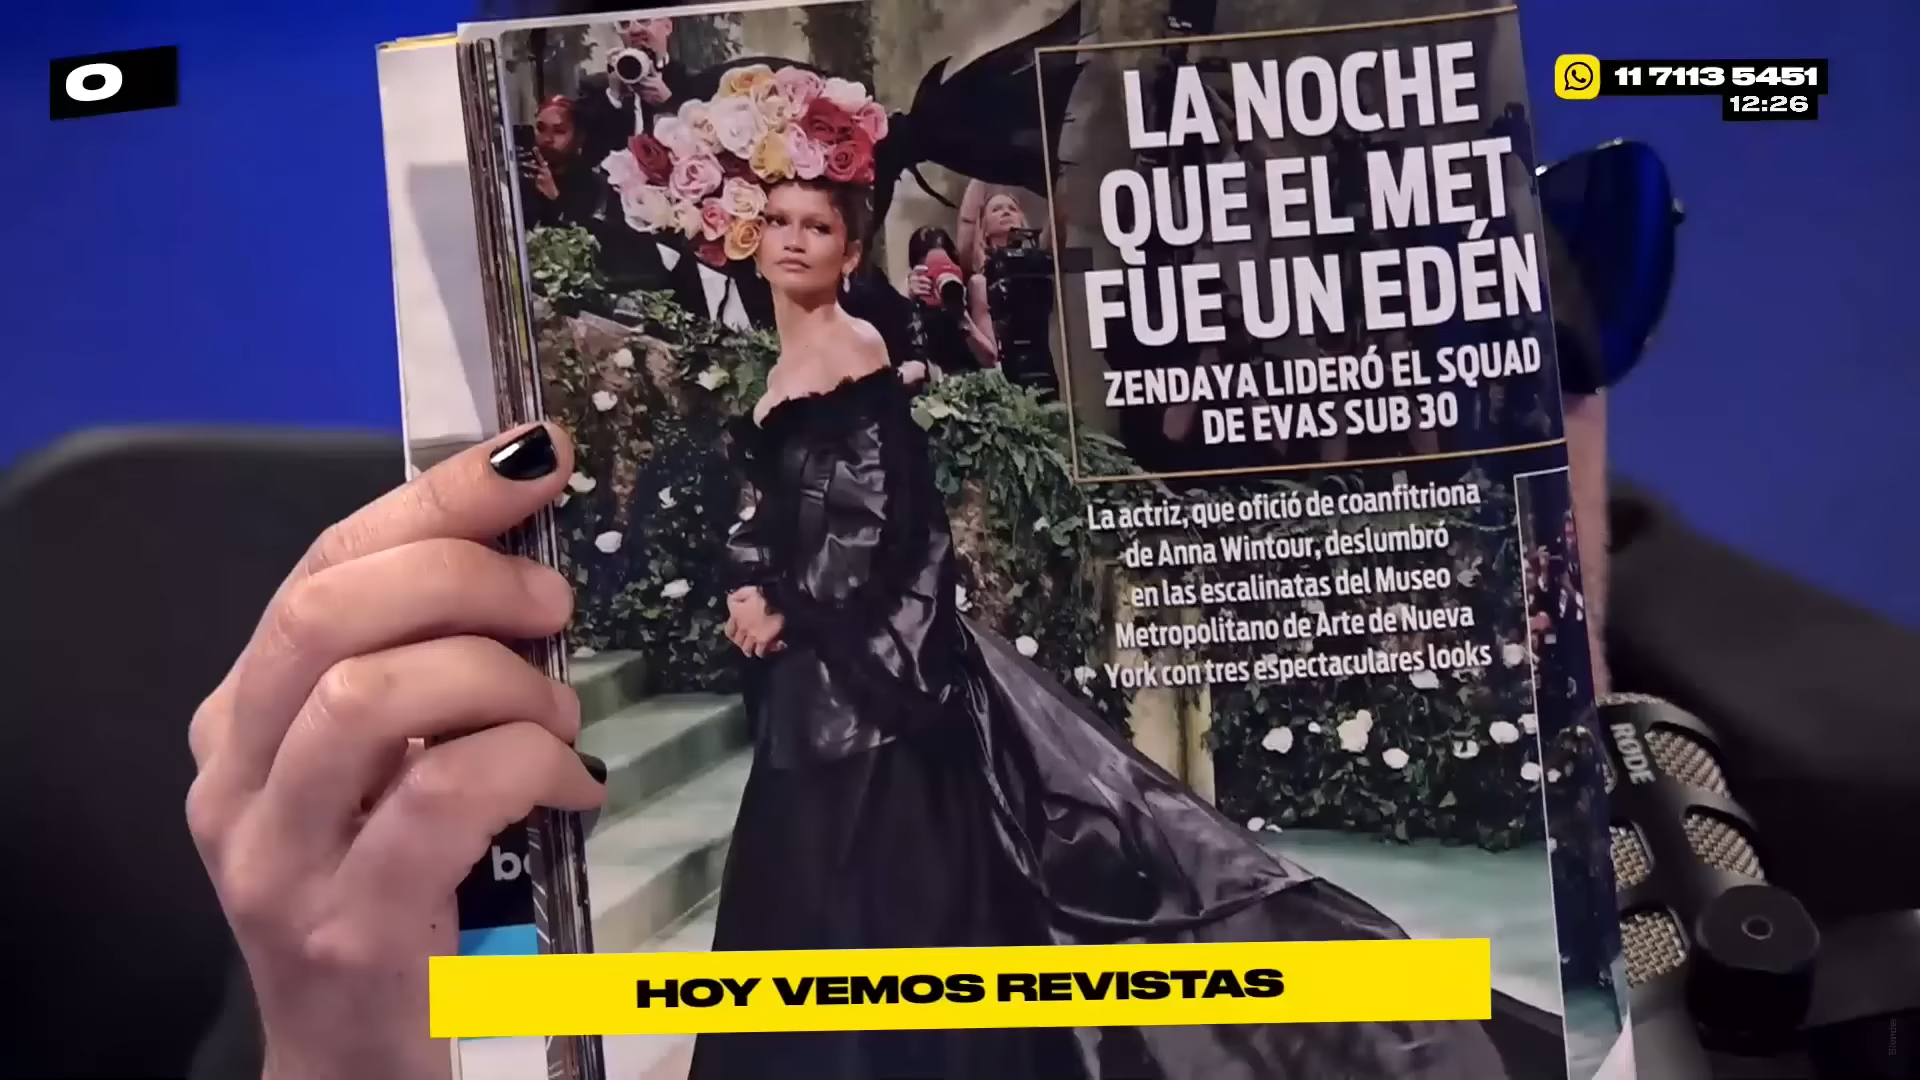 O
11 7113 5451
12:26
LA NOCHE
QUE EL MET
FUE UN EDÉN
ZENDAYA LIDERÓ EL SQUAD
DE EVAS SUB 30
La actriz, que ofició de coanfitriona
de Anna Wintour, deslumbró
en las escalinatas del Museo
Metropolitano de Arte de Nueva
York con tres espectaculares looks
RØDE
HOY VEMOS REVISTAS